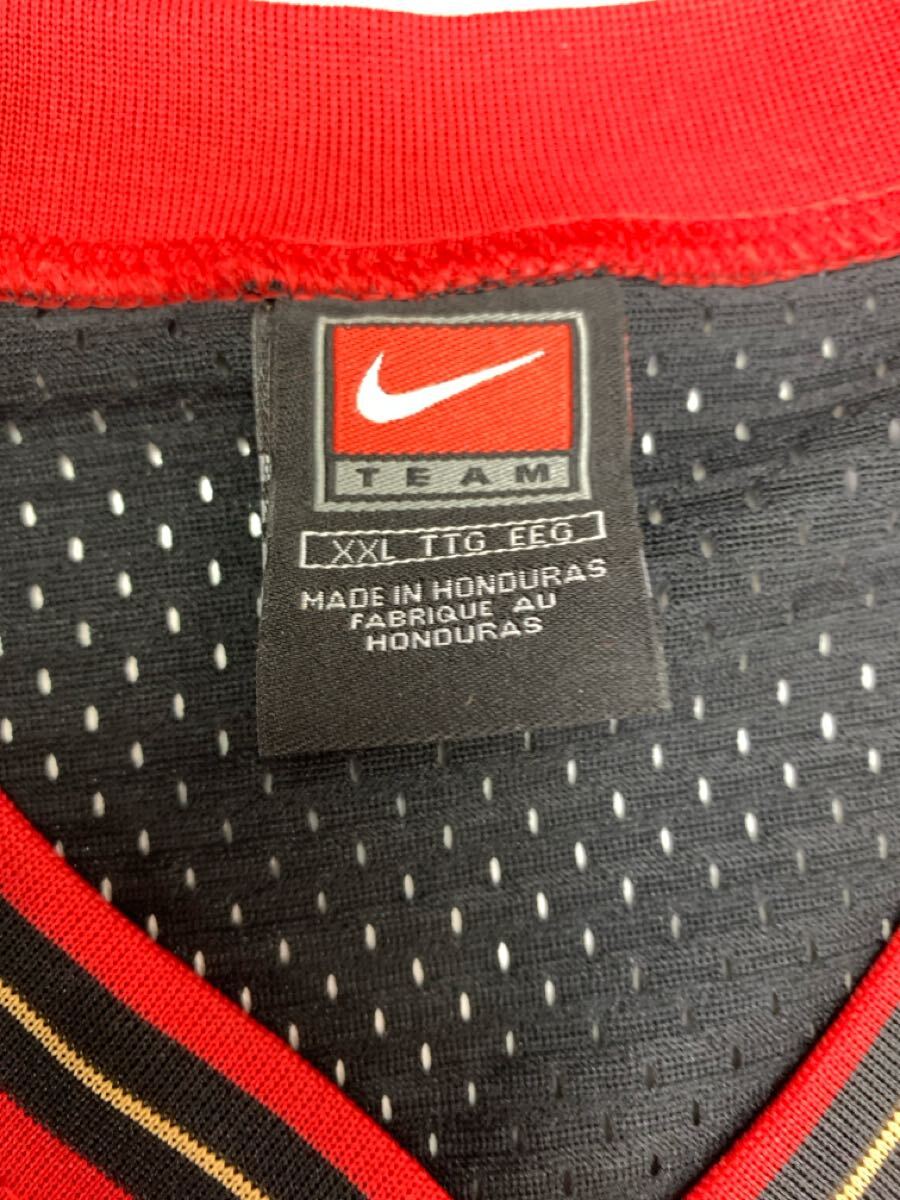 TEAM
XXL TTG EEG
MADE IN HONDURAS
FABRIQUE AU
HONDURAS